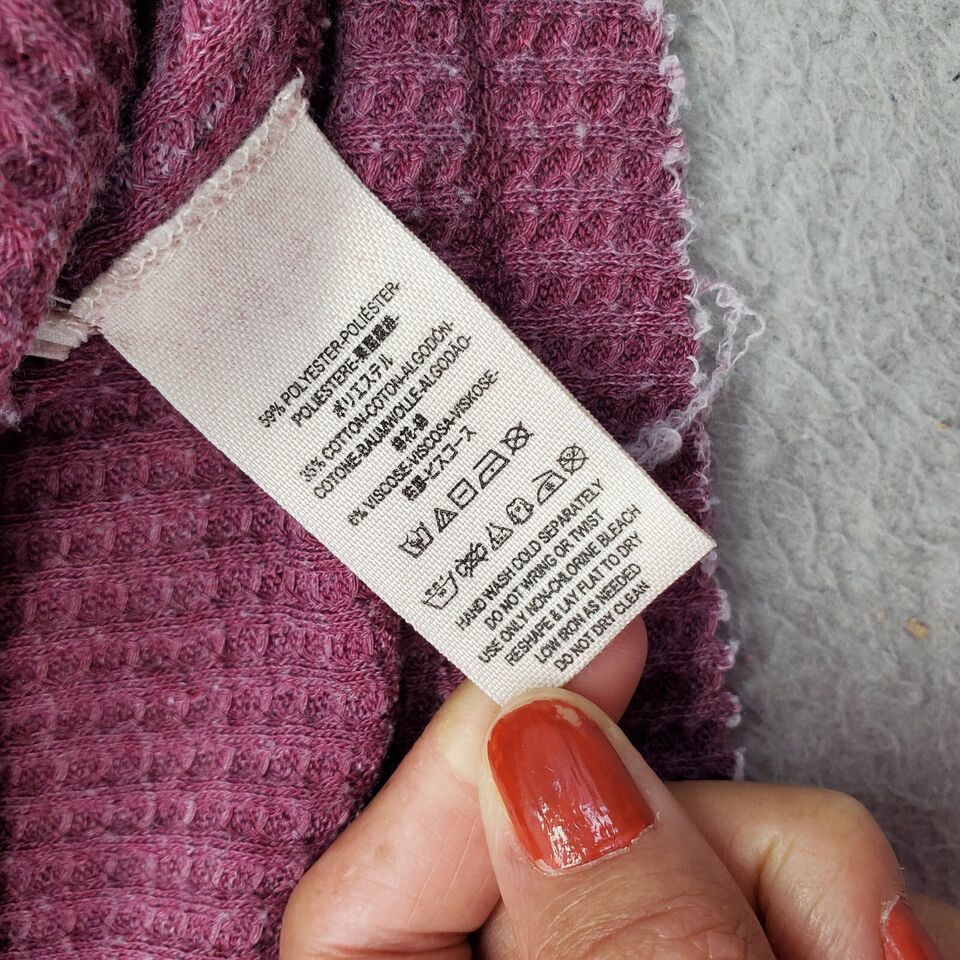 59% POLYESTER-POLIÉSTER-
POLIESTERE-聚酯纖維-
ポリエステル
35% COTTON-COTON-ALGODÓN-
COTONE-BAUMWOLLE-ALGODÃO-
棉花-綿
6% VISCOSE-VISCOSA-VISKOSE-
粘膠-ビスコース
HAND WASH COLD SEPARATELY
DO NOT WRING OR TWIST
USE ONLY NON-CHLORINE BLEACH
RESHAPE & LAY FLAT TO DRY
LOW IRON AS NEEDED
DO NOT DRY CLEAN